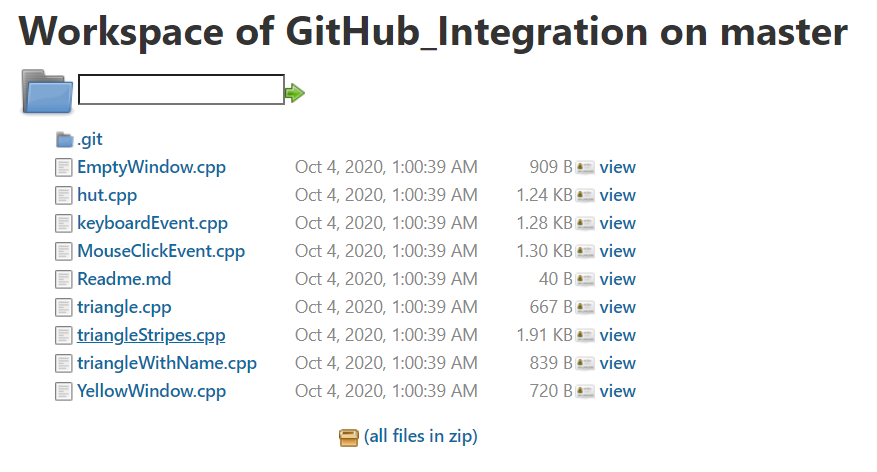 Workspace of GitHub_Integration on master
.git
EmptyWindow.cpp Oct 4, 2020, 1:00:39 AM 909 B view
hut.cpp Oct 4, 2020, 1:00:39 AM 1.24 KB view
keyboardEvent.cpp Oct 4, 2020, 1:00:39 AM 1.28 KB view
MouseClickEvent.cpp Oct 4, 2020, 1:00:39 AM 1.30 KB view
Readme.md Oct 4, 2020, 1:00:39 AM 40 B view
triangle.cpp Oct 4, 2020, 1:00:39 AM 667 B view
triangleStripes.cpp Oct 4, 2020, 1:00:39 AM 1.91 KB view
triangleWithName.cpp Oct 4, 2020, 1:00:39 AM 839 B view
YellowWindow.cpp Oct 4, 2020, 1:00:39 AM 720 B view
(all files in zip)